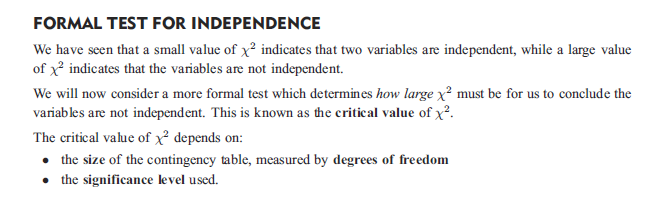 FORMAL TEST FOR INDEPENDENCE
We have seen that a small value of χ² indicates that two variables are independent, while a large value
of χ² indicates that the variables are not independent.
We will now consider a more formal test which determines how large χ² must be for us to conclude the
variables are not independent. This is known as the critical value of χ².
The critical value of χ² depends on:
• the size of the contingency table, measured by degrees of freedom
• the significance level used.